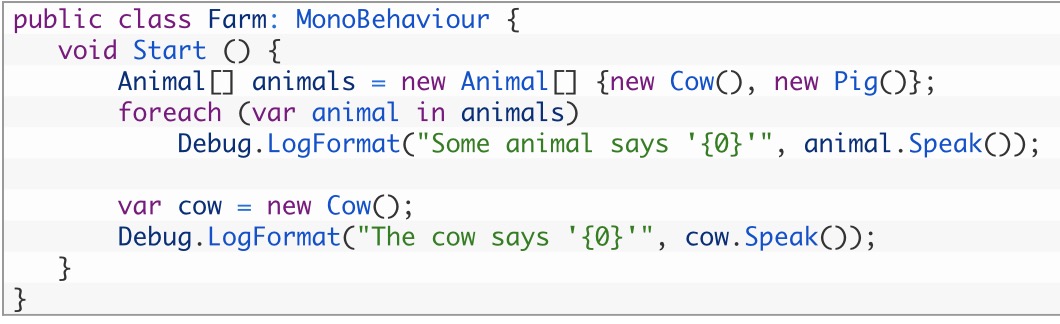 public class Farm: MonoBehaviour {
   void Start () {
       Animal[] animals = new Animal[] {new Cow(), new Pig()};
       foreach (var animal in animals)
           Debug.LogFormat("Some animal says '{0}'", animal.Speak());

       var cow = new Cow();
       Debug.LogFormat("The cow says '{0}'", cow.Speak());
   }
}